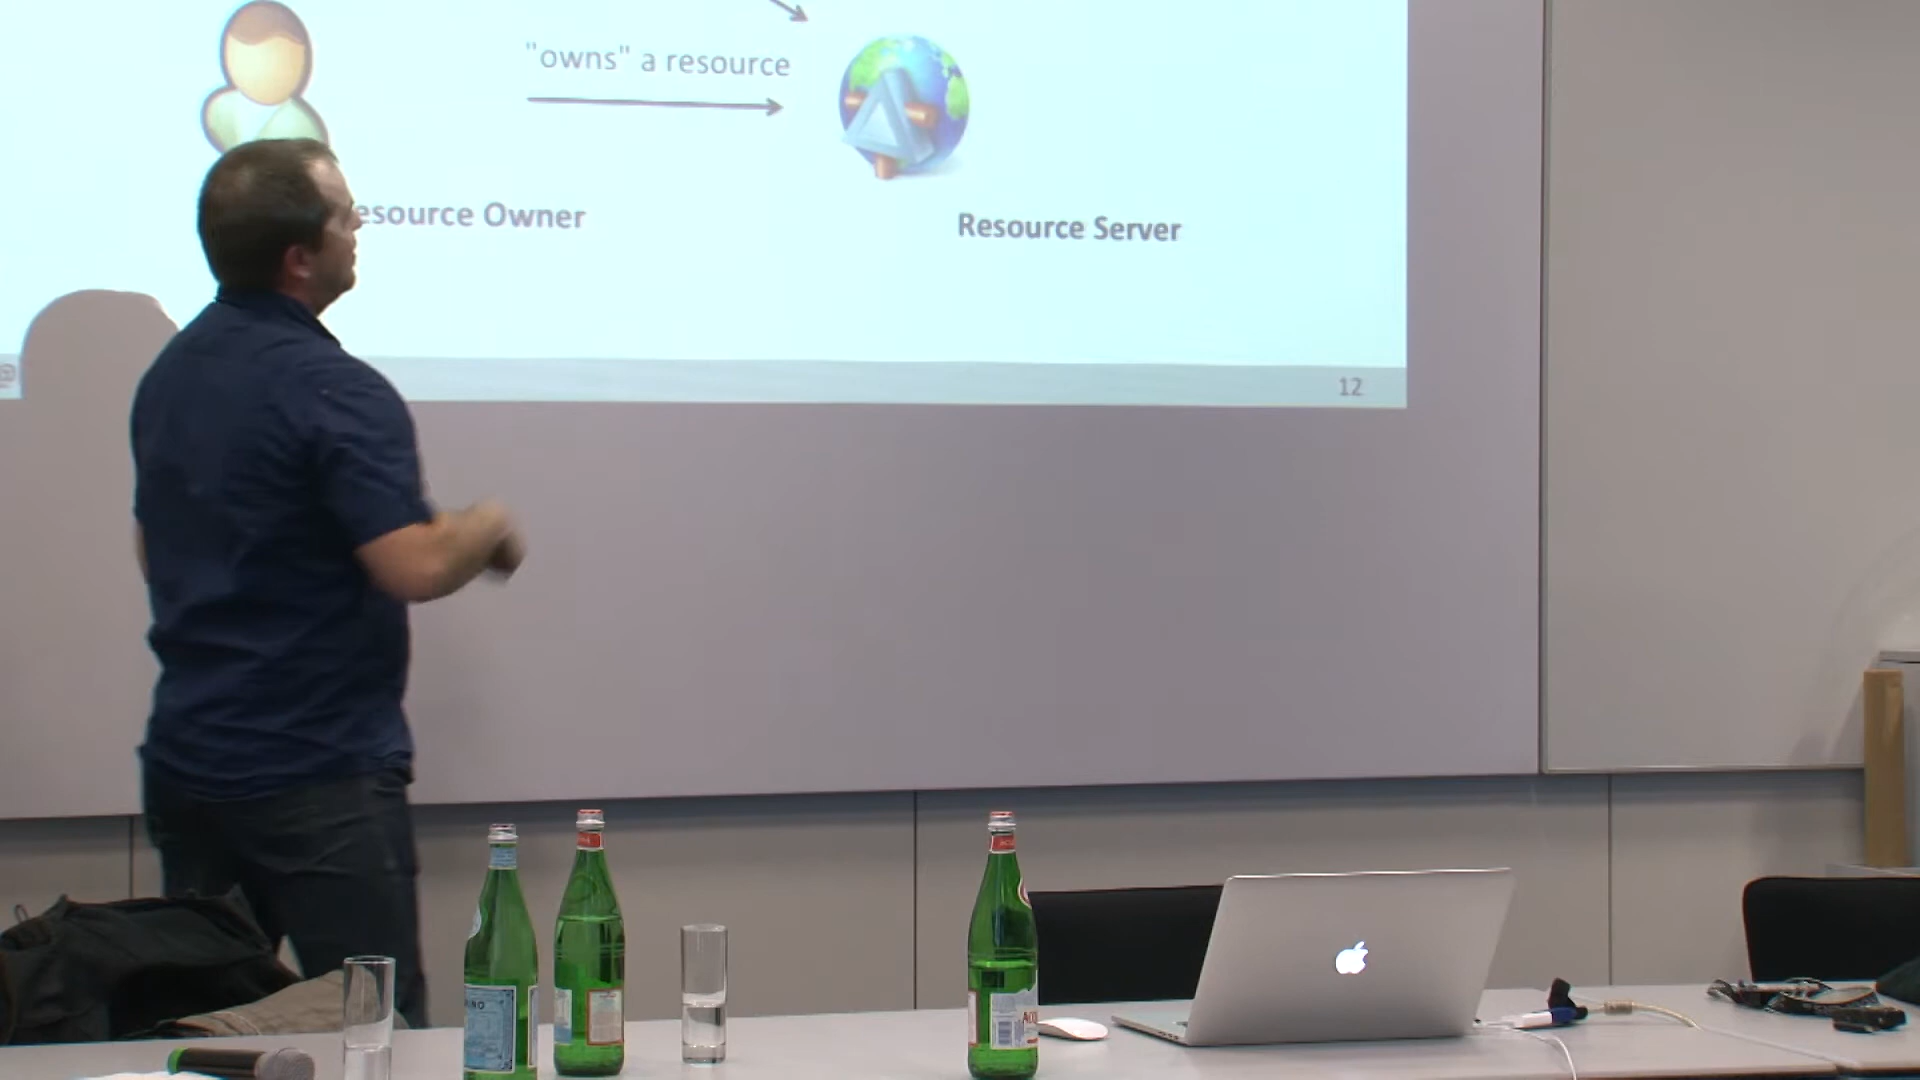 "owns" a resource
esource Owner
Resource Server
12